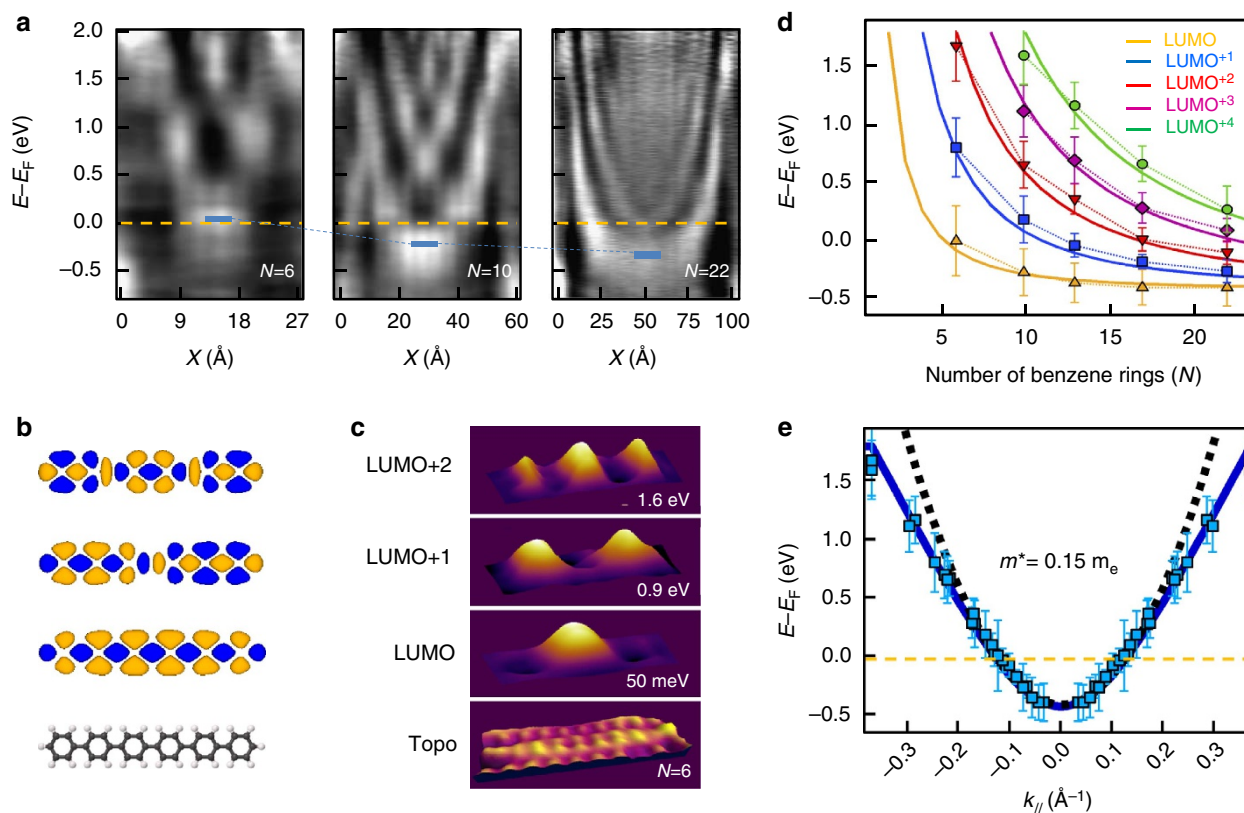 a
E–E_F (eV)
2.0
1.5
1.0
0.5
0.0
–0.5
N=6
N=10
N=22
0 9 18 27
0 20 40 60
0 25 50 75 100
X (Å)
X (Å)
X (Å)
b
c
LUMO+2
1.6 eV
LUMO+1
0.9 eV
LUMO
50 meV
Topo
N=6
d
E–E_F (eV)
1.5
1.0
0.5
0.0
–0.5
LUMO
LUMO⁺¹
LUMO⁺²
LUMO⁺³
LUMO⁺⁴
5 10 15 20
Number of benzene rings (N)
e
E–E_F (eV)
1.5
1.0
0.5
0.0
–0.5
m*= 0.15 mₑ
–0.3 –0.2 –0.1 0.0 0.1 0.2 0.3
k_// (Å⁻¹)